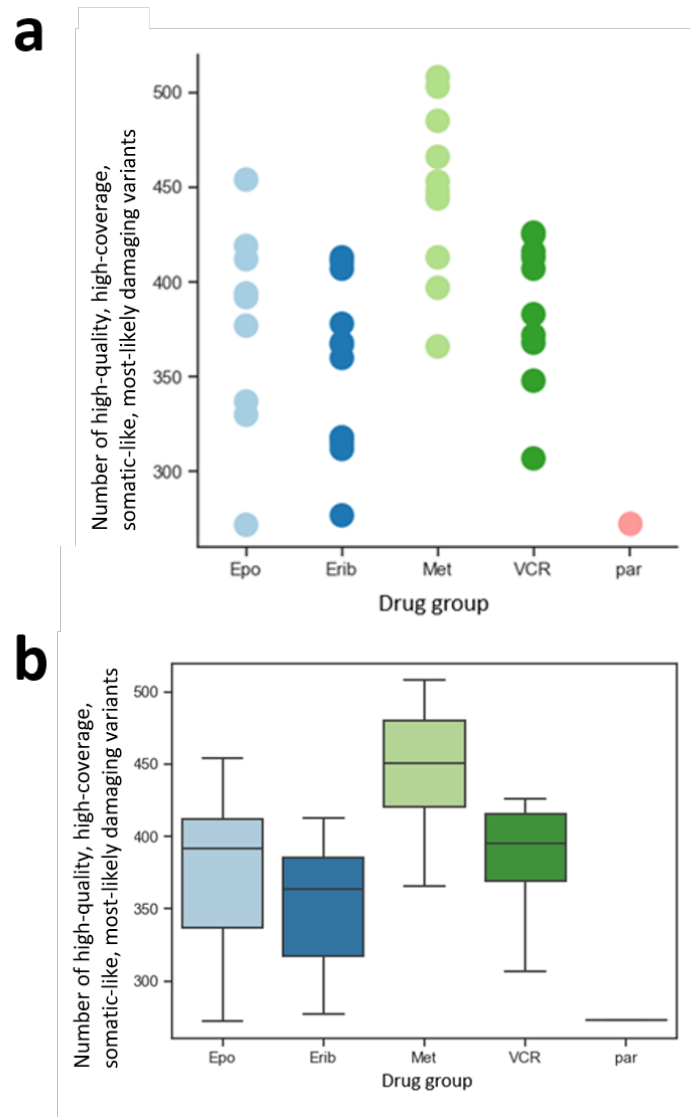 a
Number of high-quality, high-coverage,
somatic-like, most-likely damaging variants
500
450
400
350
300
Epo Erib Met VCR par
Drug group
b
Number of high-quality, high-coverage,
somatic-like, most-likely damaging variants
500
450
400
350
300
Epo Erib Met VCR par
Drug group